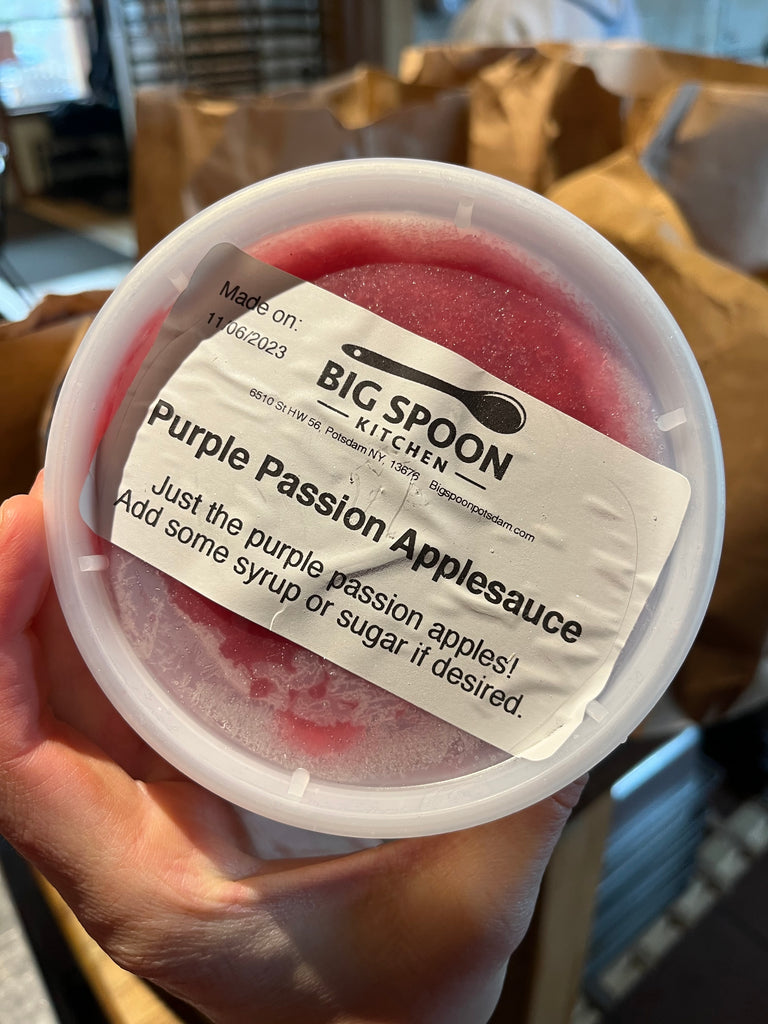 Made on:
11/06/2023
BIG SPOON
KITCHEN
6510 St HW 56, Potsdam NY, 13676 Bigspoonpotsdam.com
Purple Passion Applesauce
Just the purple passion apples!
Add some syrup or sugar if desired.